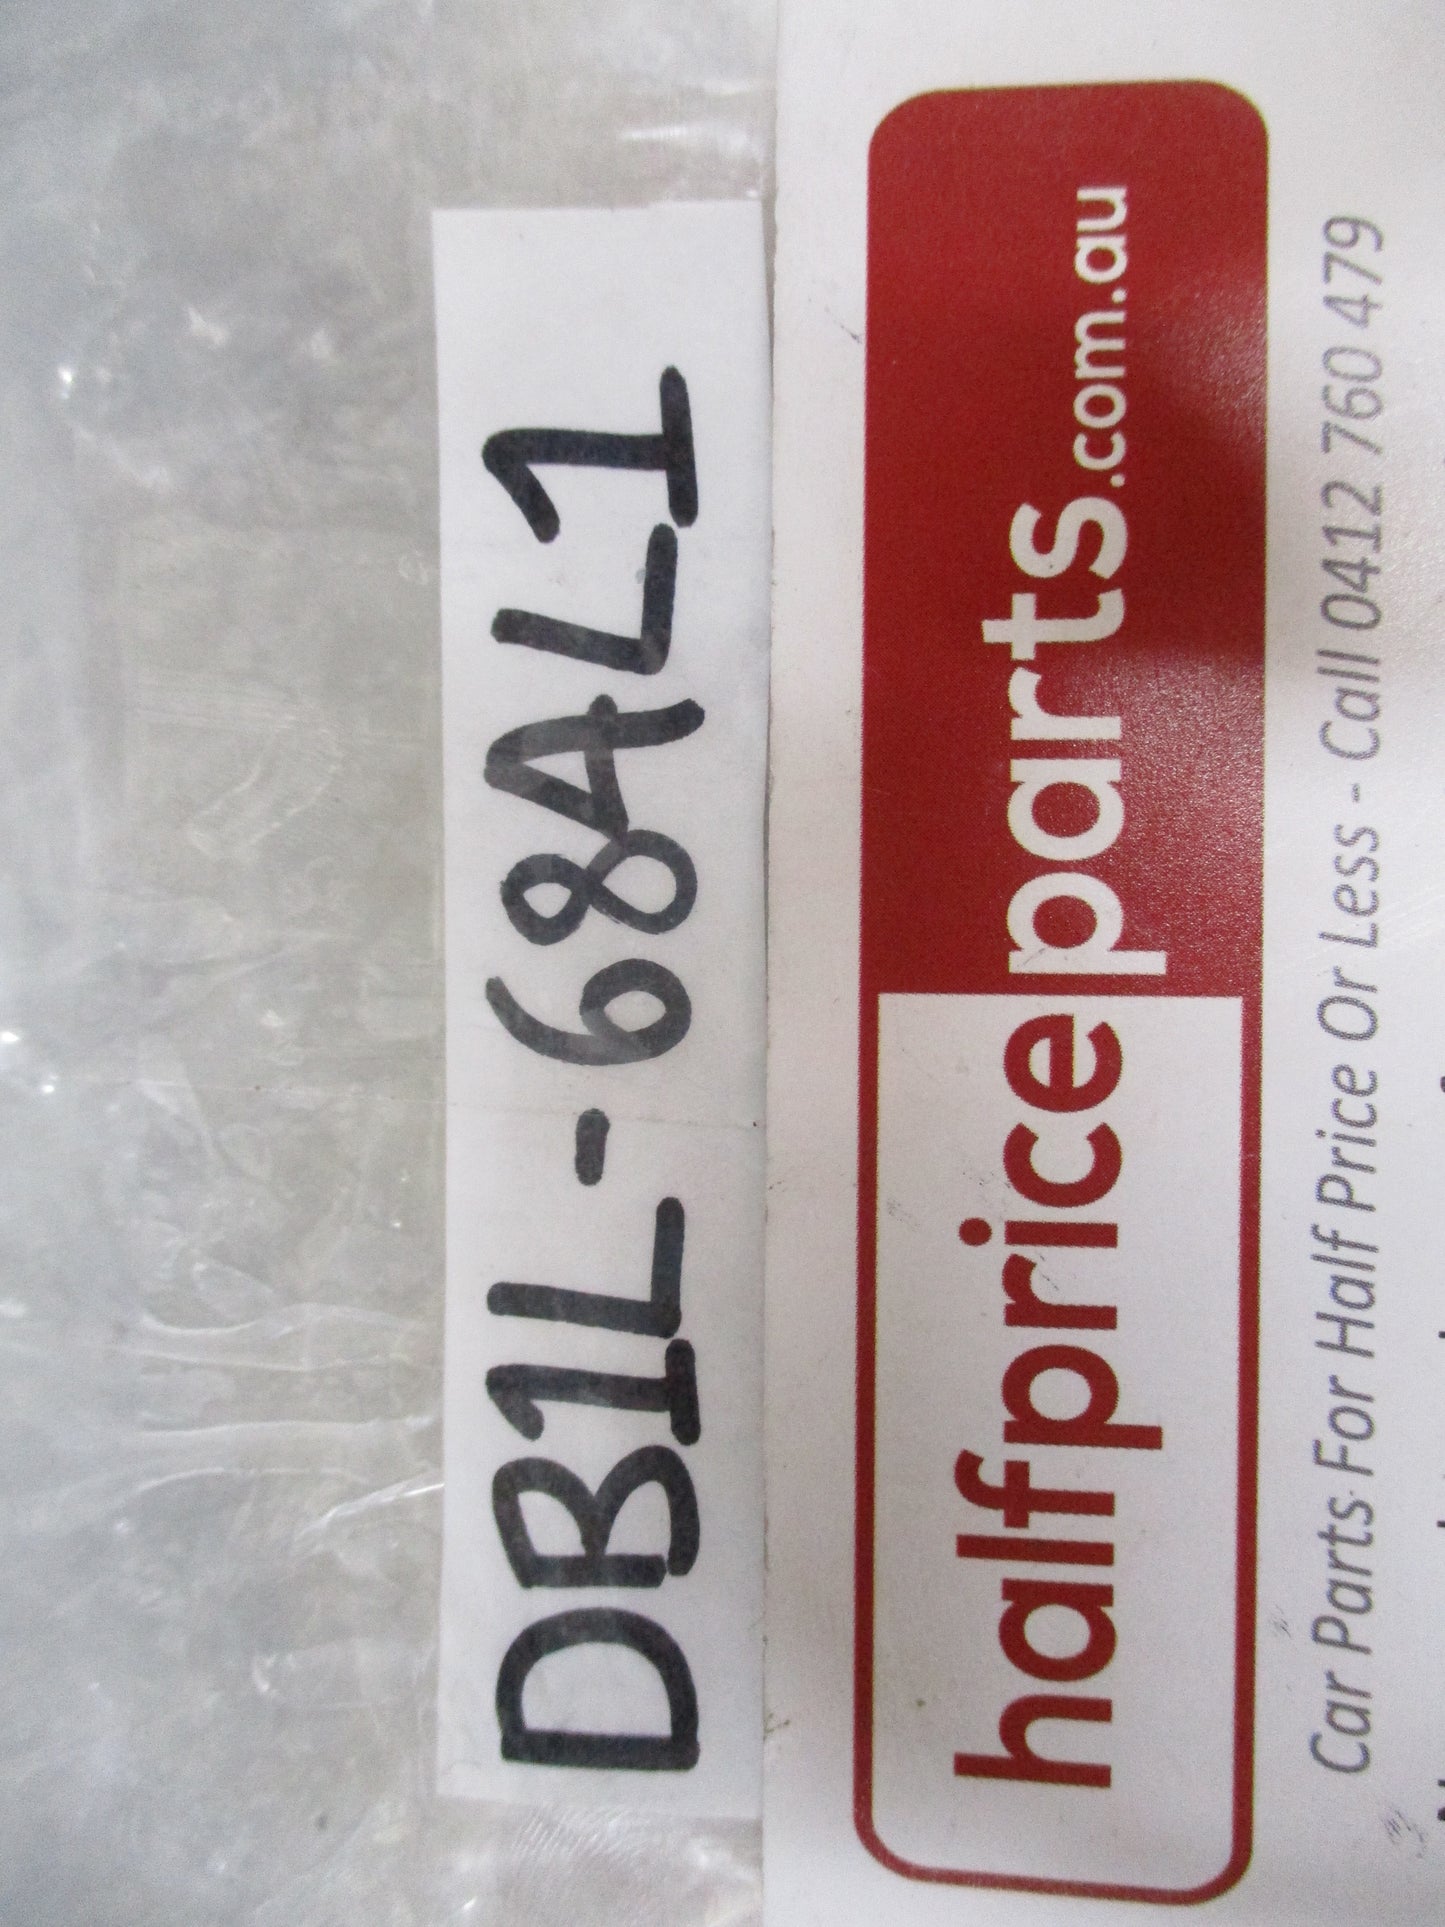 DB1L-68AL1
halfpriceparts.com.au
Car Parts For Half Price Or Less - Call 0412 760 479